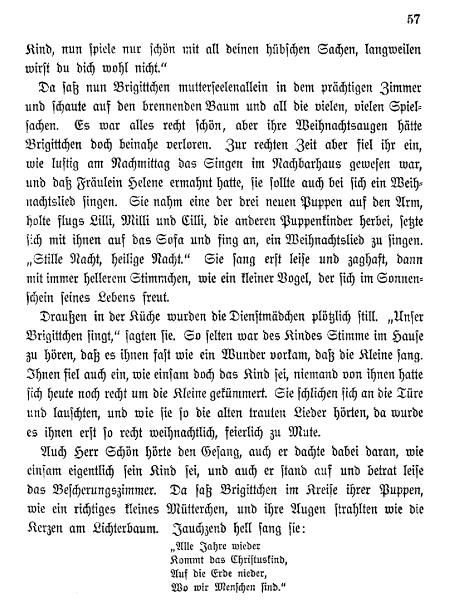 57
Kind, nun spiele nur schön mit all deinen hübschen Sachen, langweilen
wirst du dich wohl nicht.“
Da saß nun Brigittchen mutterseelenallein in dem prächtigen Zimmer
und schaute auf den brennenden Baum und all die vielen, vielen Spiel-
sachen. Es war alles recht schön, aber ihre Weihnachtsaugen hätte
Brigittchen doch beinahe verloren. Zur rechten Zeit aber fiel ihr ein,
wie lustig am Nachmittag das Singen im Nachbarhaus gewesen war,
und daß Fräulein Helene ermahnt hatte, sie sollte auch bei sich ein Weih-
nachtslied singen. Sie nahm eine der drei neuen Puppen auf den Arm,
holte flugs Lilli, Milli und Cilli, die anderen Puppenkinder herbei, setzte
sich mit ihnen auf das Sofa und fing an, ein Weihnachtslied zu singen.
„Stille Nacht, heilige Nacht.“ Sie sang erst leise und zaghaft, dann
mit immer hellerem Stimmchen, wie ein kleiner Vogel, der sich im Sonnen-
schein seines Lebens freut.
Draußen in der Küche wurden die Dienstmädchen plötzlich still. „Unser
Brigittchen singt,“ sagten sie. So selten war des Kindes Stimme im Hause
zu hören, daß es ihnen fast wie ein Wunder vorkam, daß die Kleine sang.
Ihnen fiel auch ein, wie einsam doch das Kind sei, niemand von ihnen hatte
sich heute noch recht um die Kleine gekümmert. Sie schlichen sich an die Türe
und lauschten, und wie sie so die alten trauten Lieder hörten, da wurde
es ihnen erst so recht weihnachtlich, feierlich zu Mute.
Auch Herr Schön hörte den Gesang, auch er dachte dabei daran, wie
einsam eigentlich sein Kind sei, und auch er stand auf und betrat leise
das Bescherungszimmer. Da saß Brigittchen im Kreise ihrer Puppen,
wie ein richtiges kleines Mütterchen, und ihre Augen strahlten wie die
Kerzen am Lichterbaum. Jauchzend hell sang sie:
„Alle Jahre wieder
Kommt das Christuskind,
Auf die Erde nieder,
Wo wir Menschen sind.“